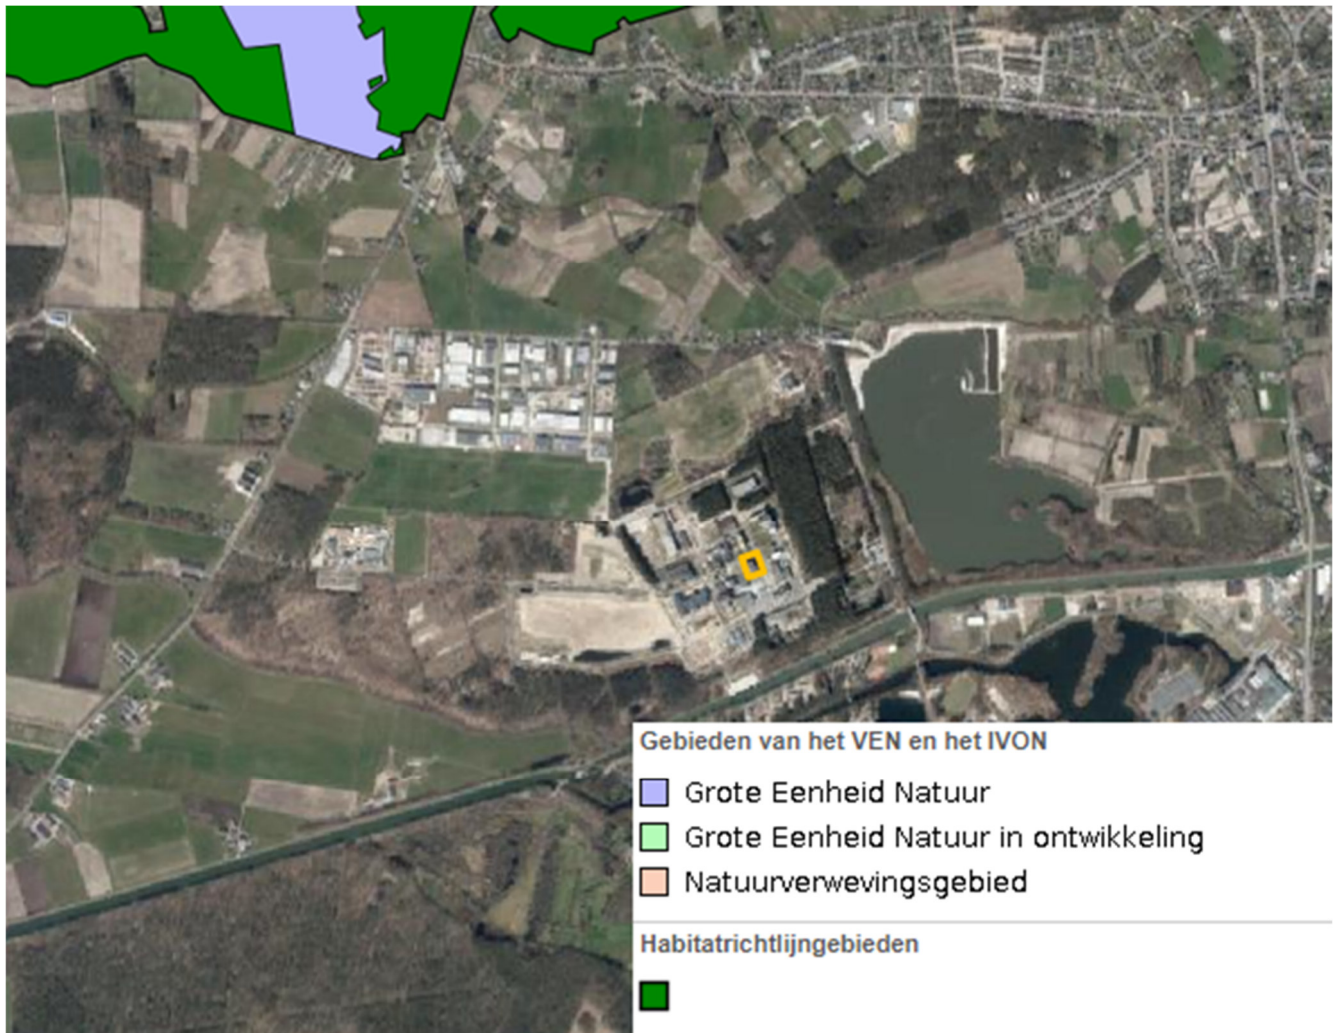 Gebieden van het VEN en het IVON
Grote Eenheid Natuur
Grote Eenheid Natuur in ontwikkeling
Natuurverwevingsgebied
Habitatrichtlijngebieden